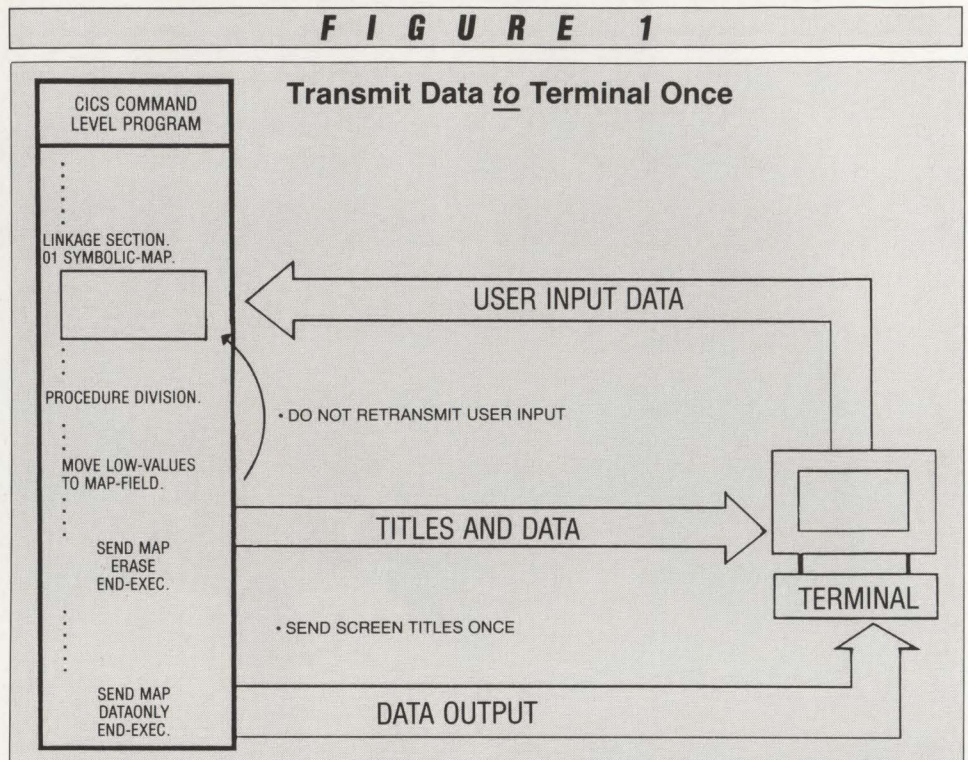 FIGURE 1
Transmit Data to Terminal Once
CICS COMMAND
LEVEL PROGRAM
LINKAGE SECTION.
01 SYMBOLIC-MAP.
USER INPUT DATA
PROCEDURE DIVISION.
• DO NOT RETRANSMIT USER INPUT
MOVE LOW-VALUES
TO MAP-FIELD.
TITLES AND DATA
SEND MAP
ERASE
END-EXEC.
TERMINAL
• SEND SCREEN TITLES ONCE
SEND MAP
DATAONLY
END-EXEC.
DATA OUTPUT